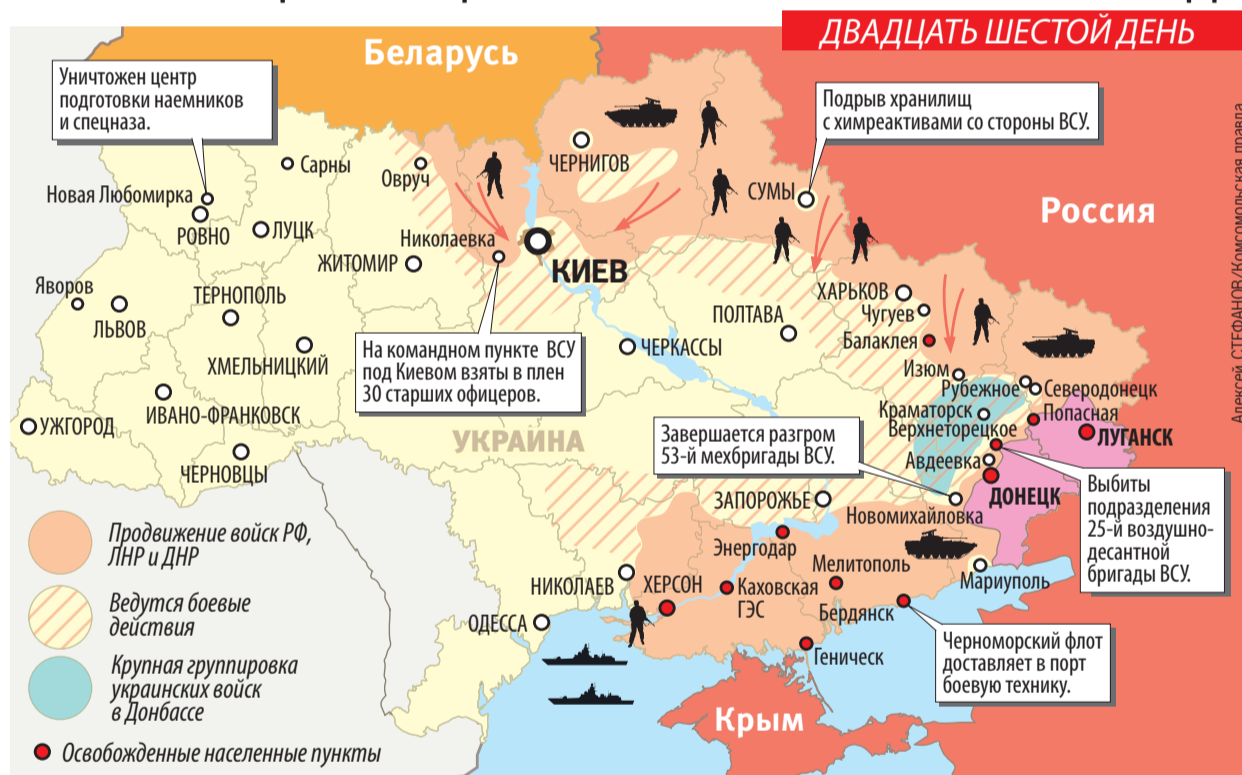 ДВАДЦАТЬ ШЕСТОЙ ДЕНЬ
Беларусь
Уничтожен центр
подготовки наемников
и спецназа.
Подрыв хранилищ
с химреактивами со стороны ВСУ.
Алексей СТЕФАНОВ/Комсомольская правда
ЧЕРНИГОВ
Сарны
Овруч
Новая Любомирка
РОВНО
ЛУЦК
СУМЫ
Россия
Николаевка
КИЕВ
ЖИТОМИР
Яворов
ЛЬВОВ
ТЕРНОПОЛЬ
ХМЕЛЬНИЦКИЙ
ХАРЬКОВ
Чугуев
ПОЛТАВА
Балаклея
На командном пункте ВСУ
под Киевом взяты в плен
30 старших офицеров.
ЧЕРКАССЫ
Изюм
Рубежное
Северодонецк
ИВАНО-ФРАНКОВСК
УЖГОРОД
ЧЕРНОВЦЫ
УКРАИНА
Краматорск
Попасная
Верхнеторецкое
ЛУГАНСК
Завершается разгром
53-й мехбригады ВСУ.
Авдеевка
ДОНЕЦК
Выбиты
подразделения
25-й воздушно-
десантной
бригады ВСУ.
ЗАПОРОЖЬЕ
Новомихайловка
Энергодар
Мелитополь
Мариуполь
НИКОЛАЕВ
ХЕРСОН
Каховская
ГЭС
Бердянск
ОДЕССА
Геническ
Черноморский флот
доставляет в порт
боевую технику.
Крым
Продвижение войск РФ,
ЛНР и ДНР
Ведутся боевые
действия
Крупная группировка
украинских войск
в Донбассе
Освобожденные населенные пункты